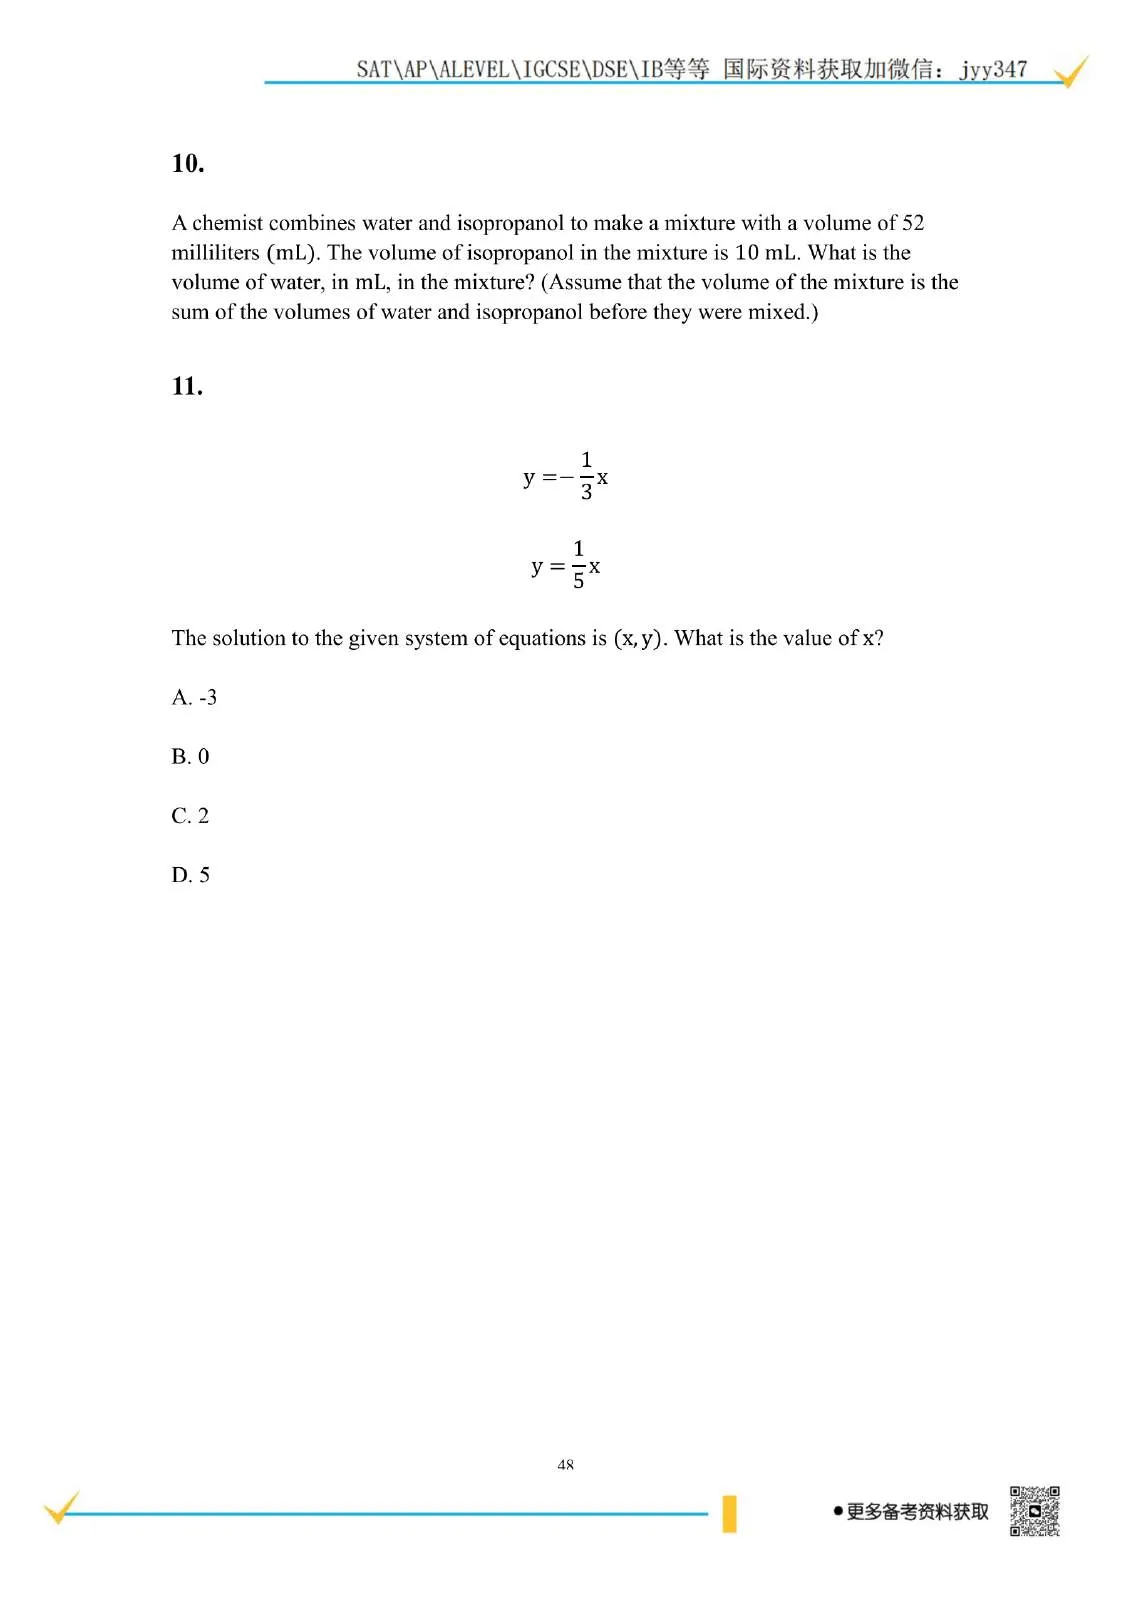 SAT\AP\ALEVEL\IGCSE\DSE\IB等等 国际资料获取加微信：jyy347
10.
A chemist combines water and isopropanol to make a mixture with a volume of 52
milliliters (mL). The volume of isopropanol in the mixture is 10 mL. What is the
volume of water, in mL, in the mixture? (Assume that the volume of the mixture is the
sum of the volumes of water and isopropanol before they were mixed.)
11.
y =− 1/3 x
y = 1/5 x
The solution to the given system of equations is (x, y). What is the value of x?
A. -3
B. 0
C. 2
D. 5
48
●更多备考资料获取